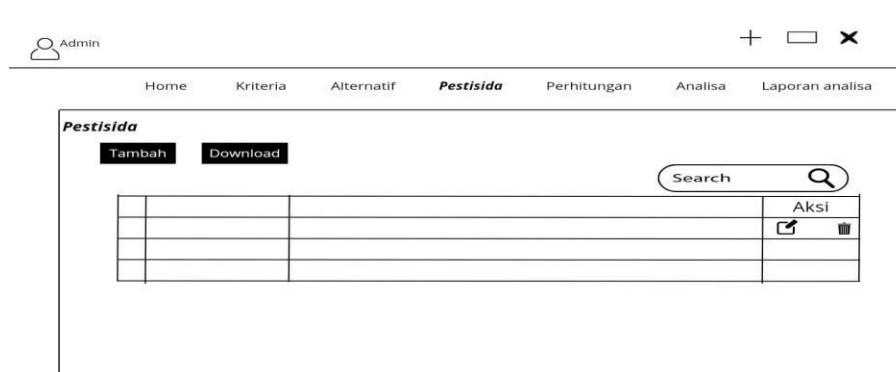 Admin
Home Kriteria Alternatif Pestisida Perhitungan Analisa Laporan analisa
Pestisida
Tambah Download
Search
Aksi